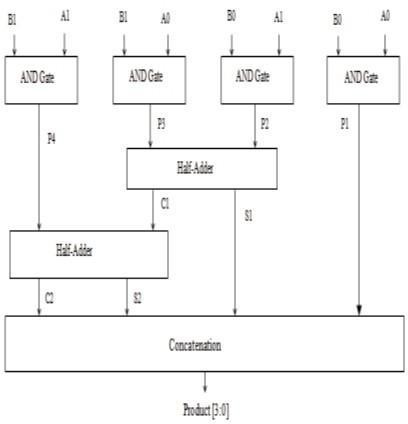 B1 A1 B1 A0 B0 A1 B0 A0
AND Gate AND Gate AND Gate AND Gate
P4 P3 P2 P1
Half-Adder
C1 S1
Half-Adder
C2 S2
Concatenation
Product [3:0]